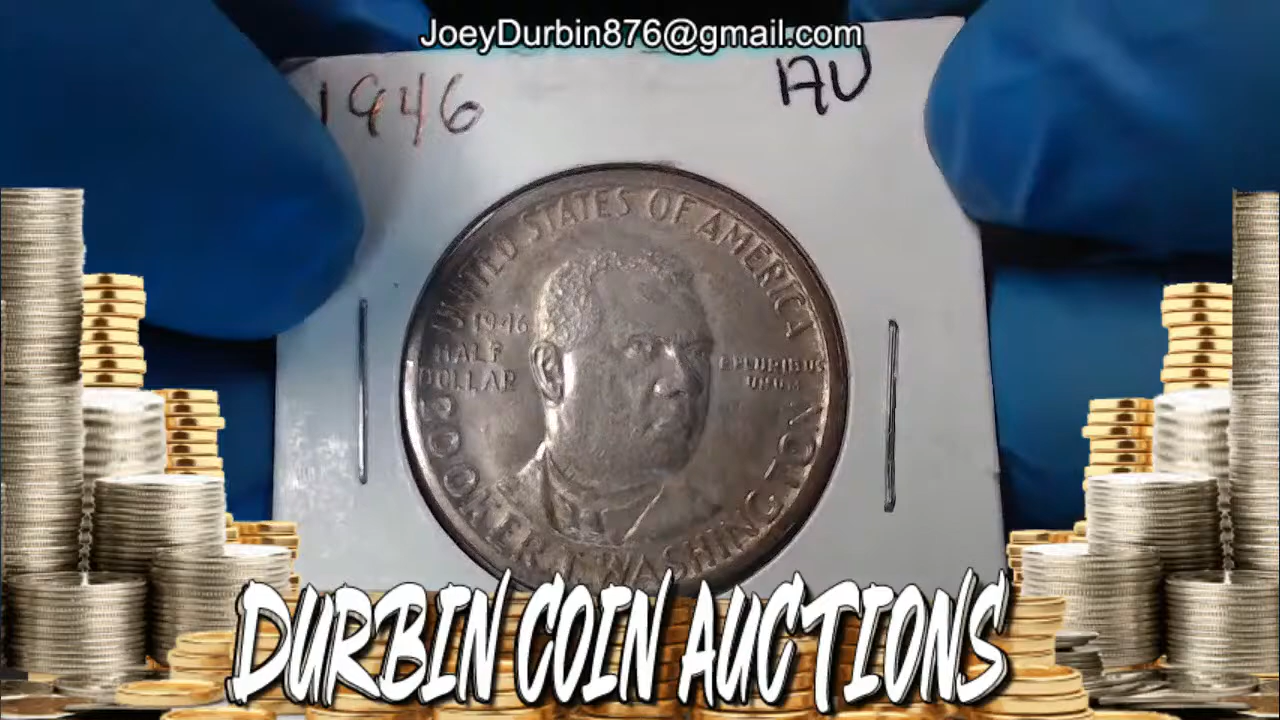 JoeyDurbin876@gmail.com
1946
AU
UNITED STATES OF AMERICA
1946
HALF
DOLLAR
E PLURIBUS
UNUM
BOOKER T. WASHINGTON
DURBIN COIN AUCTIONS